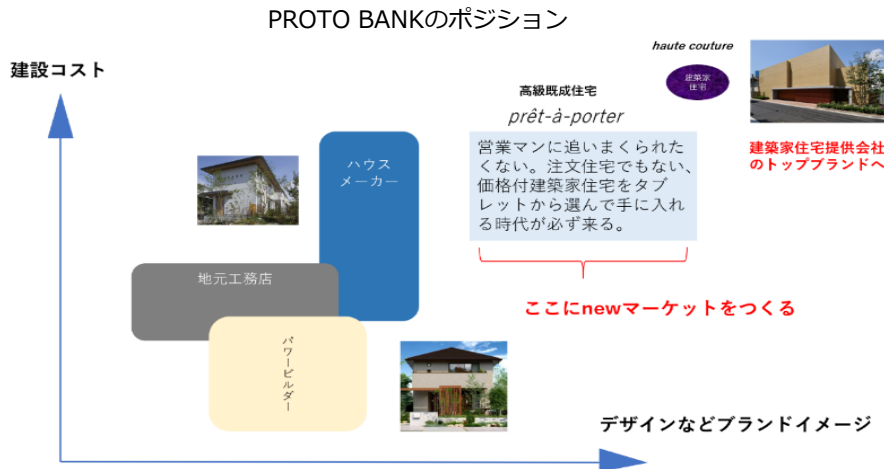 PROTO BANKのポジション
haute couture
建設コスト
建築家
住宅
高級既成住宅
prêt-à-porter
ハウス
メーカー
営業マンに追いまくられた
くない。注文住宅でもない、
価格付建築家住宅をタブ
レットから選んで手に入れ
る時代が必ず来る。
建築家住宅提供会社
のトップブランドへ
地元工務店
ここにnewマーケットをつくる
パワービルダー
デザインなどブランドイメージ